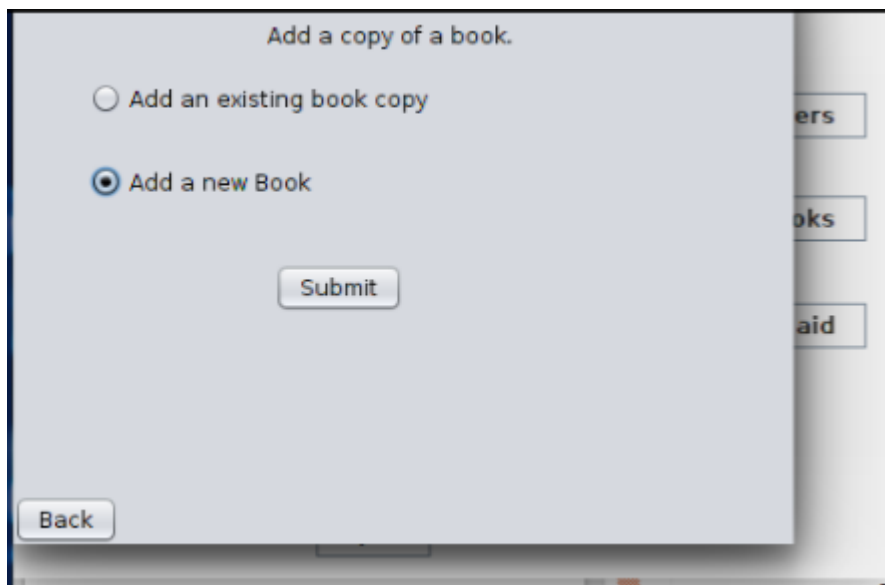 Add a copy of a book.
Add an existing book copy
ers
Add a new Book
oks
Submit
aid
Back